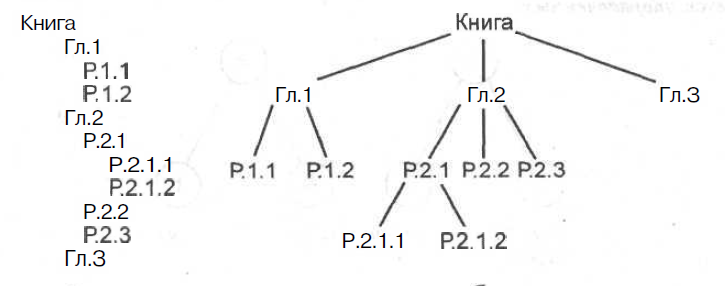 Книга
Гл.1
Р.1.1
Р.1.2
Гл.2
Р.2.1
Р.2.1.1
Р.2.1.2
Р.2.2
Р.2.3
Гл.3
Книга
Гл.1 Гл.2 Гл.3
Р.1.1 Р.1.2 Р.2.1 Р.2.2 Р.2.3
Р.2.1.1 Р.2.1.2